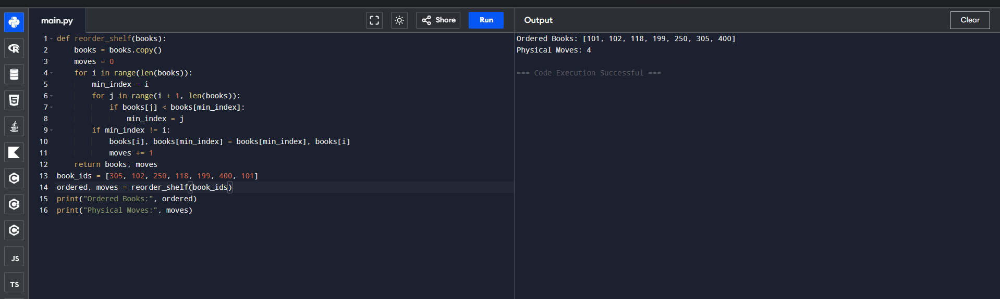 main.py
Share
Run
Output
Clear
1 def reorder_shelf(books):
2     books = books.copy()
3     moves = 0
4     for i in range(len(books)):
5         min_index = i
6         for j in range(i + 1, len(books)):
7             if books[j] < books[min_index]:
8                 min_index = j
9         if min_index != i:
10             books[i], books[min_index] = books[min_index], books[i]
11             moves += 1
12     return books, moves
13 book_ids = [305, 102, 250, 118, 199, 400, 101]
14 ordered, moves = reorder_shelf(book_ids)
15 print("Ordered Books:", ordered)
16 print("Physical Moves:", moves)
Ordered Books: [101, 102, 118, 199, 250, 305, 400]
Physical Moves: 4
=== Code Execution Successful ===
JS
TS